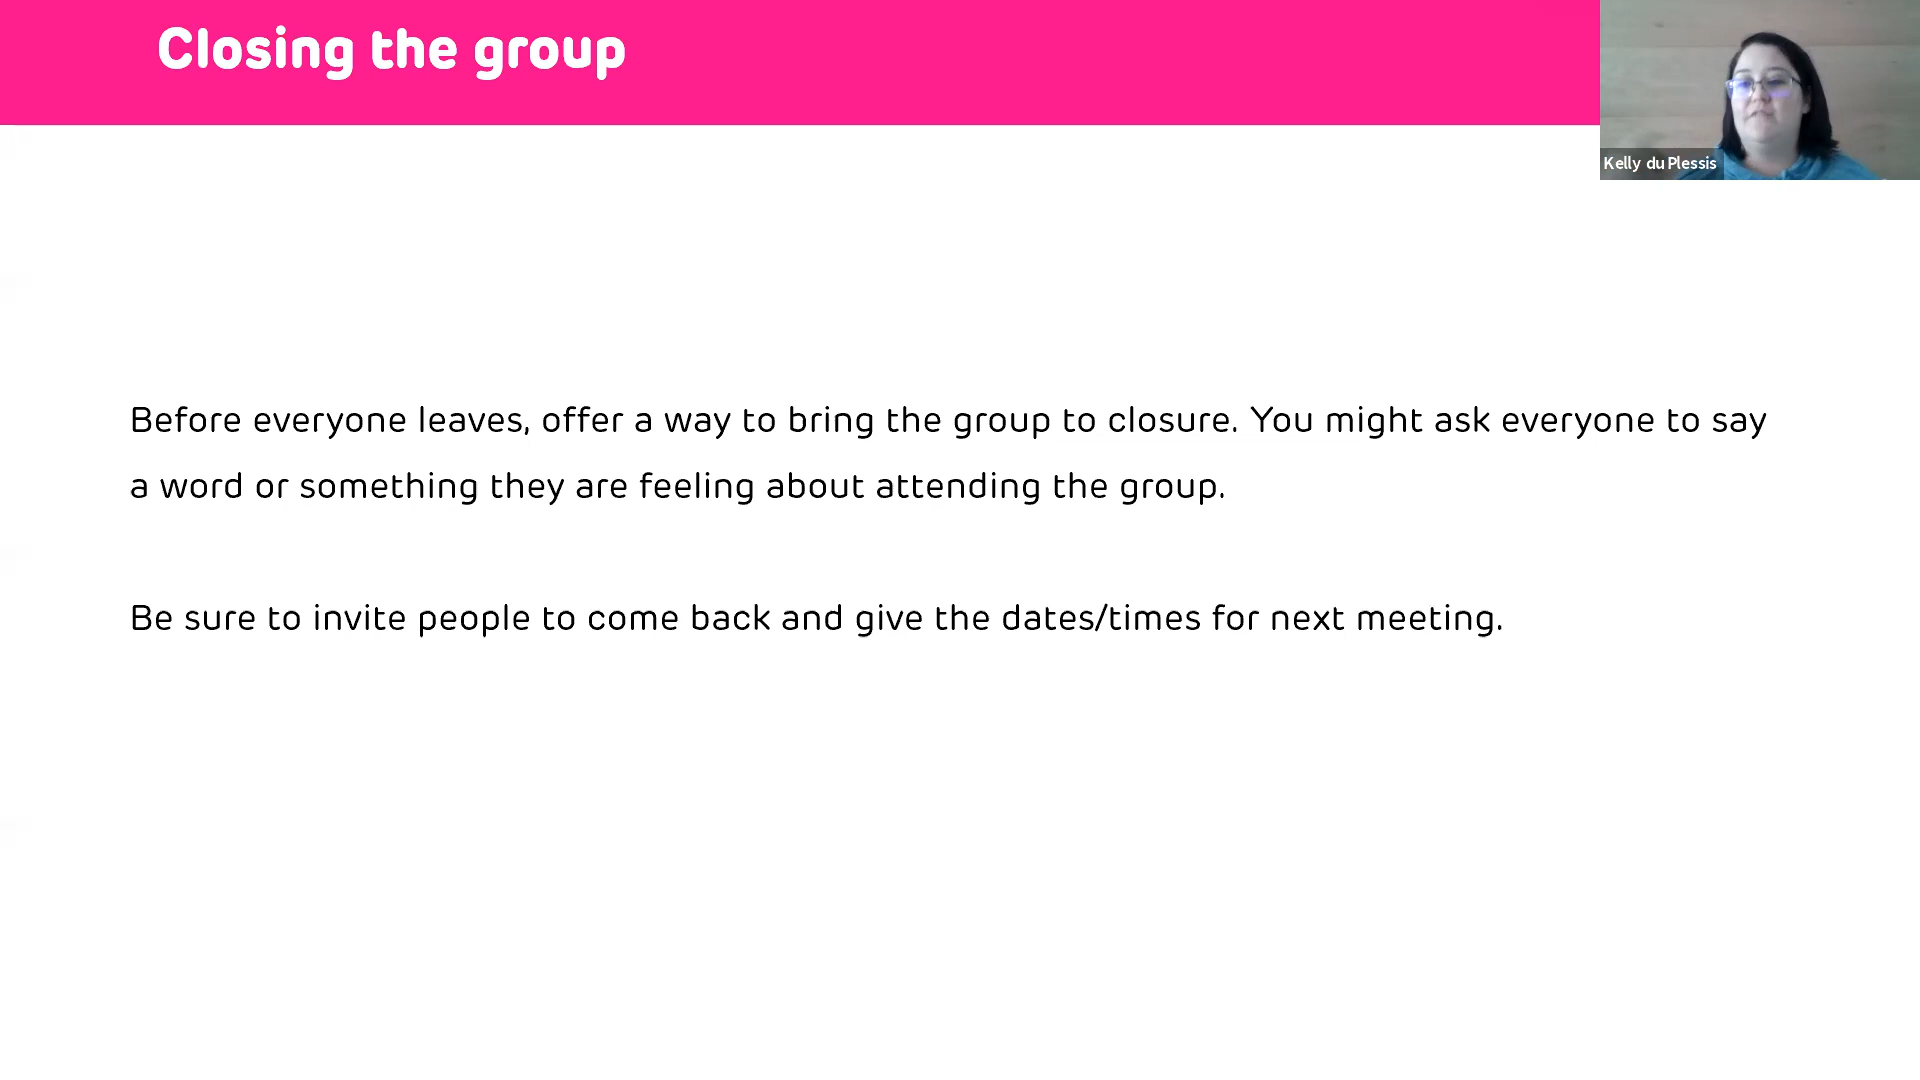 Closing the group
Kelly du Plessis
Before everyone leaves, offer a way to bring the group to closure. You might ask everyone to say
a word or something they are feeling about attending the group.
Be sure to invite people to come back and give the dates/times for next meeting.